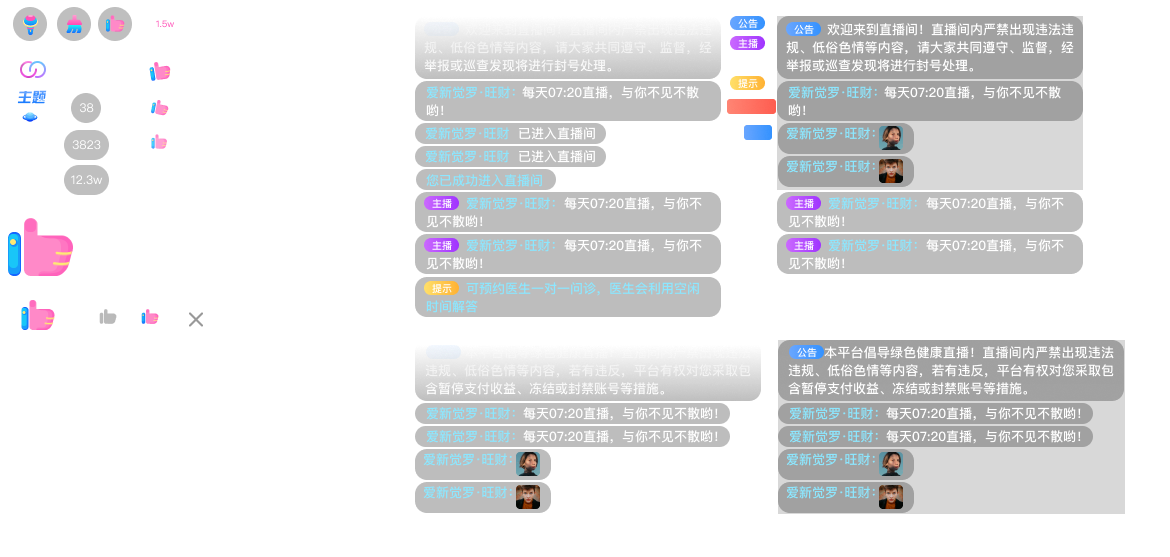 1.5w
主题
38
3823
12.3w
规、低俗色情等内容，请大家共同遵守、监督，经
举报或巡查发现将进行封号处理。
爱新觉罗·旺财：每天07:20直播，与你不见不散
哟！
爱新觉罗·旺财 已进入直播间
爱新觉罗·旺财 已进入直播间
您已成功进入直播间
主播 爱新觉罗·旺财：每天07:20直播，与你不
见不散哟！
主播 爱新觉罗·旺财：每天07:20直播，与你不
见不散哟！
提示 可预约医生一对一问诊，医生会利用空闲
时间解答
公告
主播
提示
公告 欢迎来到直播间！直播间内严禁出现违法违
规、低俗色情等内容，请大家共同遵守、监督，经
举报或巡查发现将进行封号处理。
爱新觉罗·旺财：每天07:20直播，与你不见不散
哟！
爱新觉罗·旺财：
爱新觉罗·旺财：
主播 爱新觉罗·旺财：每天07:20直播，与你不
见不散哟！
主播 爱新觉罗·旺财：每天07:20直播，与你不
见不散哟！
违规、低俗色情等内容，若有违反，平台有权对您采取包
含暂停支付收益、冻结或封禁账号等措施。
爱新觉罗·旺财：每天07:20直播，与你不见不散哟！
爱新觉罗·旺财：每天07:20直播，与你不见不散哟！
爱新觉罗·旺财：
爱新觉罗·旺财：
公告 本平台倡导绿色健康直播！直播间内严禁出现违法
违规、低俗色情等内容，若有违反，平台有权对您采取包
含暂停支付收益、冻结或封禁账号等措施。
爱新觉罗·旺财：每天07:20直播，与你不见不散哟！
爱新觉罗·旺财：每天07:20直播，与你不见不散哟！
爱新觉罗·旺财：
爱新觉罗·旺财：